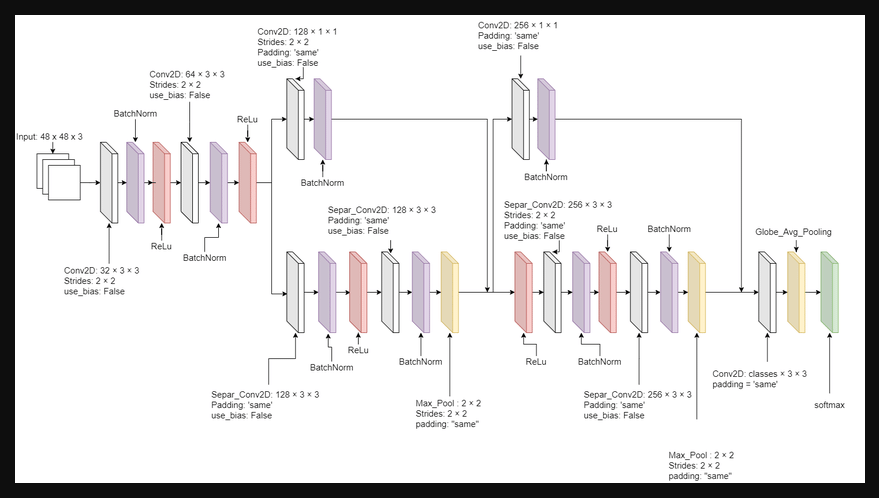 Conv2D: 128 × 1 × 1
Strides: 2 × 2
Padding: 'same'
use_bias: False
Conv2D: 256 × 1 × 1
Padding: 'same'
use_bias: False
Conv2D: 64 × 3 × 3
Strides: 2 × 2
use_bias: False
BatchNorm
ReLu
Input: 48 x 48 x 3
BatchNorm
BatchNorm
Separ_Conv2D: 128 × 3 × 3
Padding: 'same'
use_bias: False
Separ_Conv2D: 256 × 3 × 3
Strides: 2 × 2
Padding: 'same'
use_bias: False
ReLu
BatchNorm
Globe_Avg_Pooling
ReLu
BatchNorm
Conv2D: 32 × 3 × 3
Strides: 2 × 2
use_bias: False
ReLu
BatchNorm
BatchNorm
ReLu
BatchNorm
Conv2D: classes × 3 × 3
padding = 'same'
Separ_Conv2D: 128 × 3 × 3
Padding: 'same'
use_bias: False
Max_Pool : 2 × 2
Strides: 2 × 2
padding: "same"
Separ_Conv2D: 256 × 3 × 3
Padding: 'same'
use_bias: False
softmax
Max_Pool : 2 × 2
Strides: 2 × 2
padding: "same"